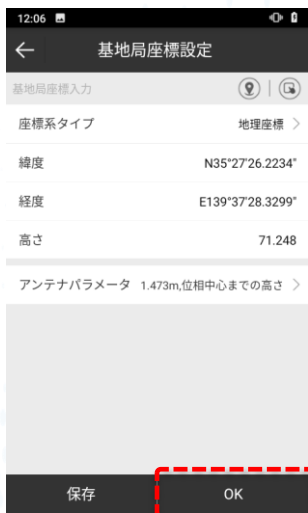 12:06
基地局座標設定
基地局座標入力
座標系タイプ 地理座標
緯度 N35°27'26.2234"
経度 E139°37'28.3299"
高さ 71.248
アンテナパラメータ 1.473m,位相中心までの高さ
保存 OK